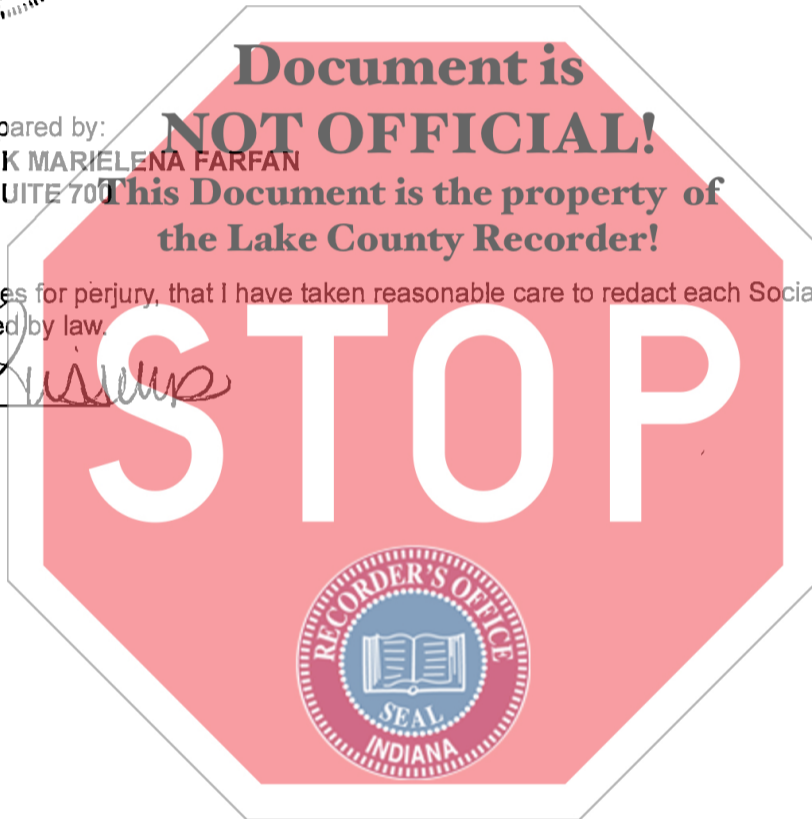 Document is
pared by:
NOT OFFICIAL!
K MARIELENA FARFAN
UITE 700
This Document is the property of
the Lake County Recorder!
es for perjury, that I have taken reasonable care to redact each Socia
ed by law.
STOP
RECORDER'S OFFICE
SEAL
INDIANA